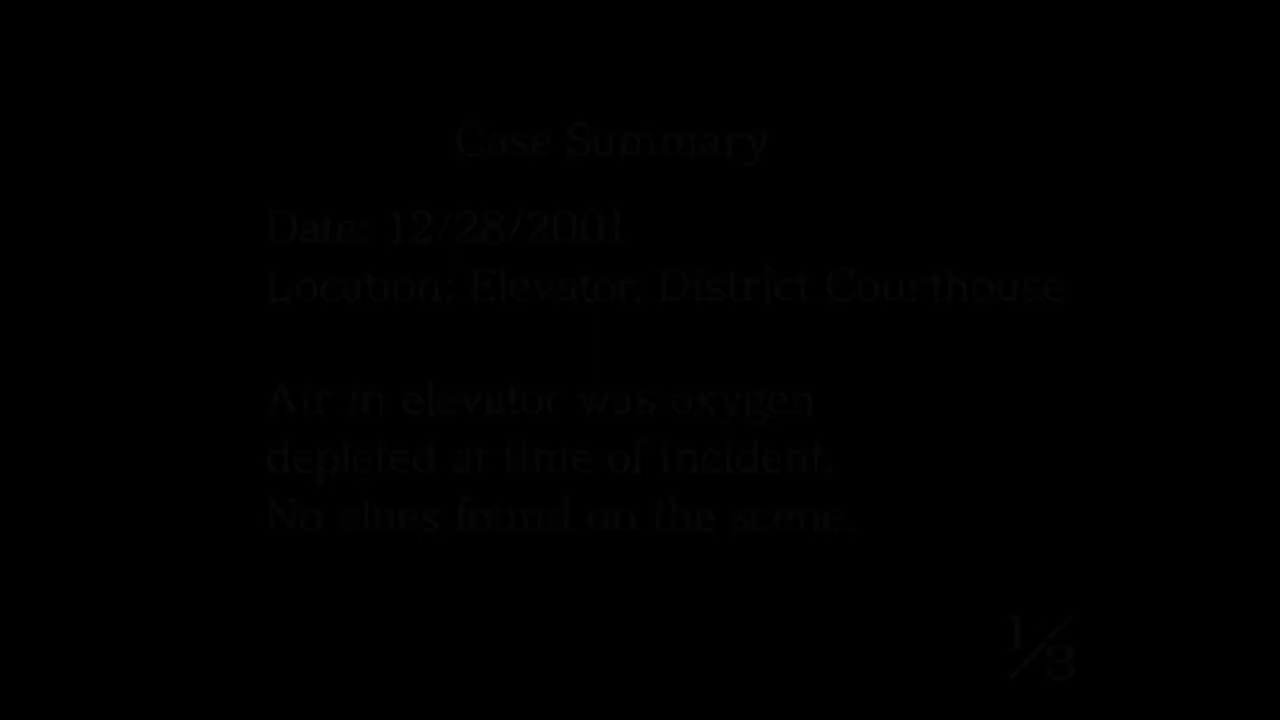 Case Summary
Date: 12/28/2001
Location: Elevator, District Courthouse
Air in elevator was oxygen
depleted at time of incident.
No clues found on the scene.
1/3